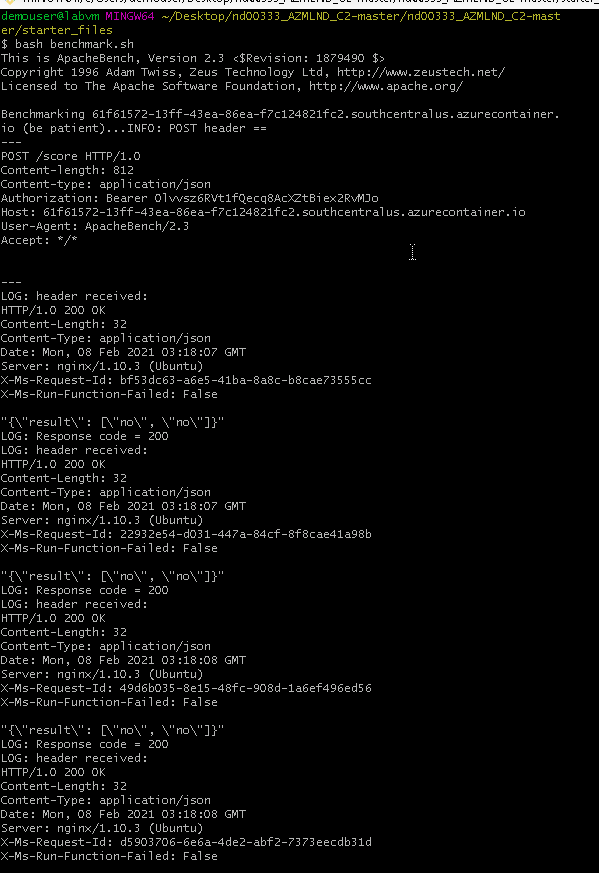 demouser@labvm MINGW64 ~/Desktop/nd00333_AZMLND_C2-master/nd00333_AZMLND_C2-mast
er/starter_files
$ bash benchmark.sh
This is ApacheBench, Version 2.3 <$Revision: 1879490 $>
Copyright 1996 Adam Twiss, Zeus Technology Ltd, http://www.zeustech.net/
Licensed to The Apache Software Foundation, http://www.apache.org/

Benchmarking 61f61572-13ff-43ea-86ea-f7c124821fc2.southcentralus.azurecontainer.
io (be patient)...INFO: POST header ==
---
POST /score HTTP/1.0
Content-length: 812
Content-type: application/json
Authorization: Bearer Olvvsz6RVt1fQecq8AcXZtBiex2RvMJo
Host: 61f61572-13ff-43ea-86ea-f7c124821fc2.southcentralus.azurecontainer.io
User-Agent: ApacheBench/2.3
Accept: */*

---
LOG: header received:
HTTP/1.0 200 OK
Content-Length: 32
Content-Type: application/json
Date: Mon, 08 Feb 2021 03:18:07 GMT
Server: nginx/1.10.3 (Ubuntu)
X-Ms-Request-Id: bf53dc63-a6e5-41ba-8a8c-b8cae73555cc
X-Ms-Run-Function-Failed: False

"{\"result\": [\"no\", \"no\"]}"
LOG: Response code = 200
LOG: header received:
HTTP/1.0 200 OK
Content-Length: 32
Content-Type: application/json
Date: Mon, 08 Feb 2021 03:18:07 GMT
Server: nginx/1.10.3 (Ubuntu)
X-Ms-Request-Id: 22932e54-d031-447a-84cf-8f8cae41a98b
X-Ms-Run-Function-Failed: False

"{\"result\": [\"no\", \"no\"]}"
LOG: Response code = 200
LOG: header received:
HTTP/1.0 200 OK
Content-Length: 32
Content-Type: application/json
Date: Mon, 08 Feb 2021 03:18:08 GMT
Server: nginx/1.10.3 (Ubuntu)
X-Ms-Request-Id: 49d6b035-8e15-48fc-908d-1a6ef496ed56
X-Ms-Run-Function-Failed: False

"{\"result\": [\"no\", \"no\"]}"
LOG: Response code = 200
LOG: header received:
HTTP/1.0 200 OK
Content-Length: 32
Content-Type: application/json
Date: Mon, 08 Feb 2021 03:18:08 GMT
Server: nginx/1.10.3 (Ubuntu)
X-Ms-Request-Id: d5903706-6e6a-4de2-abf2-7373eecdb31d
X-Ms-Run-Function-Failed: False